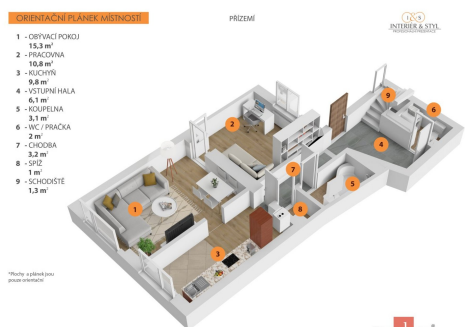 ORIENTAČNÍ PLÁNEK MÍSTNOSTÍ
PŘÍZEMÍ
1&S
INTERIER & STYL
1 - OBÝVACÍ POKOJ
15,3 m²
2 - PRACOVNA
10,8 m²
3 - KUCHYŇ
9,8 m²
4 - VSTUPNÍ HALA
6,1 m²
5 - KOUPELNA
3,1 m²
6 - WC / PRAČKA
2 m²
7 - CHODBA
3,2 m²
8 - SPÍŽ
1 m²
9 - SCHODIŠTĚ
1,3 m²
9
6
2
4
7
5
1
8
3
*Plochy a plánek jsou
pouze orientační
1